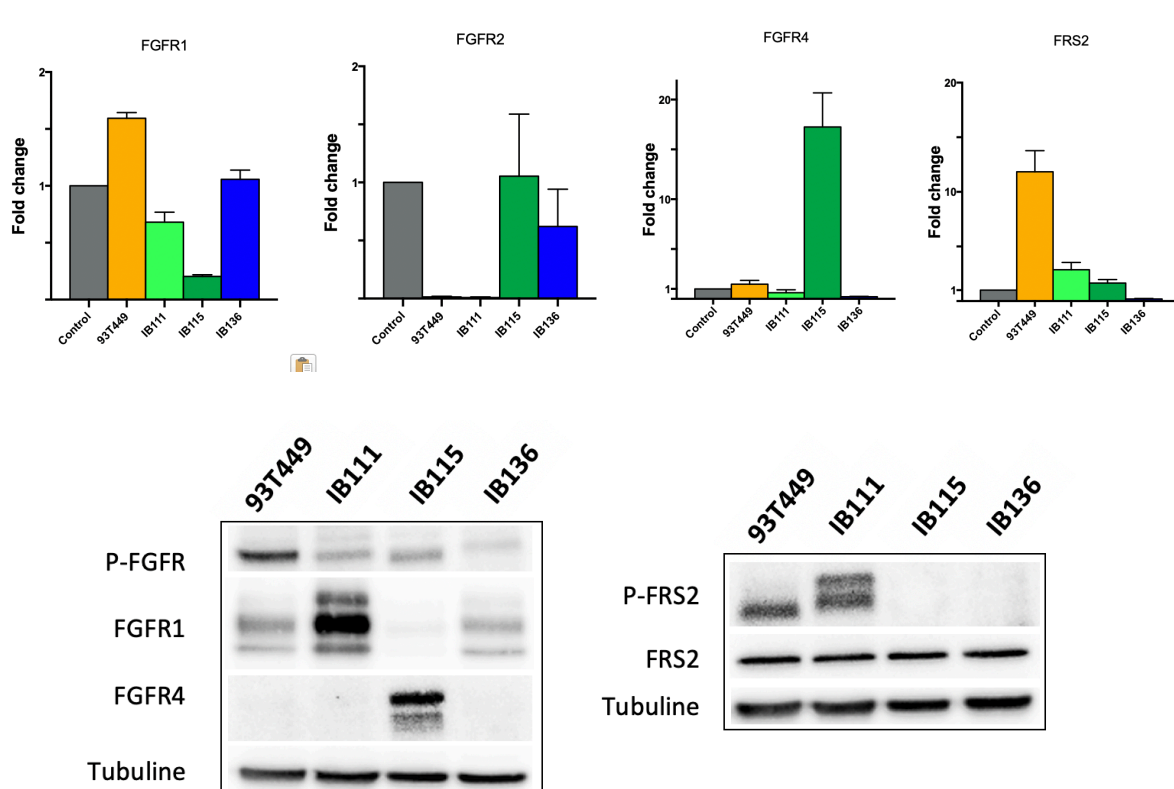 FGFR1
2
1
Fold change
Control
93T449
IB111
IB115
IB136
FGFR2
2
1
Fold change
Control
93T449
IB111
IB115
IB136
FGFR4
20
10
1
Fold change
Control
93T449
IB111
IB115
IB136
FRS2
20
10
1
Fold change
Control
93T449
IB111
IB115
IB136
93T449 IB111 IB115 IB136
P-FGFR
FGFR1
FGFR4
Tubuline
93T449 IB111 IB115 IB136
P-FRS2
FRS2
Tubuline